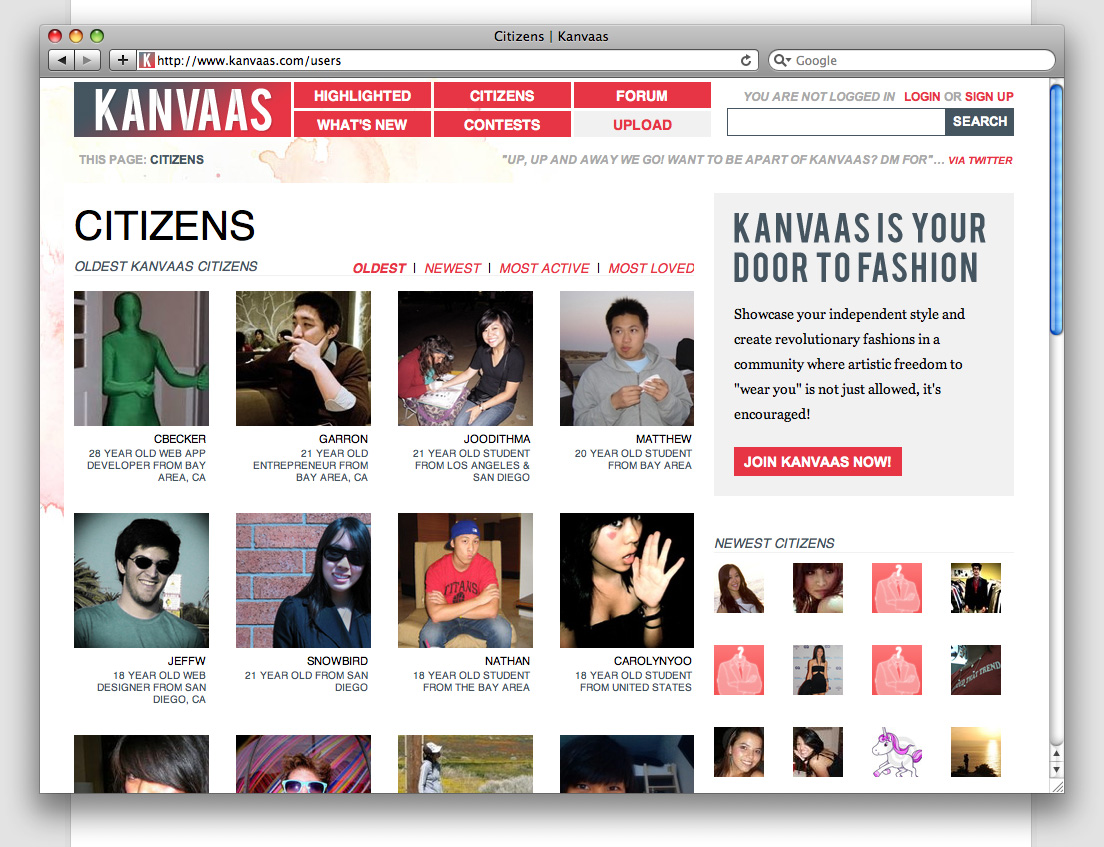 Citizens | Kanvaas
K http://www.kanvaas.com/users
Google
KANVAAS
HIGHLIGHTED
CITIZENS
FORUM
WHAT'S NEW
CONTESTS
UPLOAD
YOU ARE NOT LOGGED IN LOGIN OR SIGN UP
SEARCH
THIS PAGE: CITIZENS
"UP, UP AND AWAY WE GO! WANT TO BE APART OF KANVAAS? DM FOR"... VIA TWITTER
CITIZENS
OLDEST KANVAAS CITIZENS
OLDEST | NEWEST | MOST ACTIVE | MOST LOVED
CBECKER
28 YEAR OLD WEB APP
DEVELOPER FROM BAY
AREA, CA
GARRON
21 YEAR OLD
ENTREPRENEUR FROM
BAY AREA, CA
JOODITHMA
21 YEAR OLD STUDENT
FROM LOS ANGELES &
SAN DIEGO
MATTHEW
20 YEAR OLD STUDENT
FROM BAY AREA
TITANS
JEFFW
18 YEAR OLD WEB
DESIGNER FROM SAN
DIEGO, CA
SNOWBIRD
21 YEAR OLD FROM SAN
DIEGO
NATHAN
18 YEAR OLD STUDENT
FROM THE BAY AREA
CAROLYNYOO
18 YEAR OLD STUDENT
FROM UNITED STATES
KANVAAS IS YOUR
DOOR TO FASHION
Showcase your independent style and
create revolutionary fashions in a
community where artistic freedom to
"wear you" is not just allowed, it's
encouraged!
JOIN KANVAAS NOW!
NEWEST CITIZENS
?
?
?
TREND